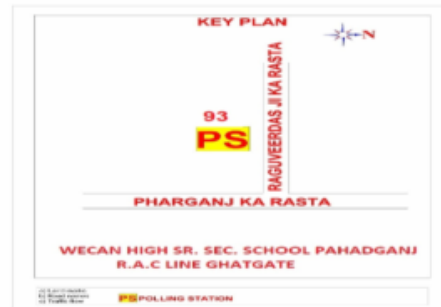 KEY PLAN
N
RAGUVEERDAS JI KA RASTA
93
PS
PHARGANJ KA RASTA
WECAN HIGH SR. SEC. SCHOOL PAHADGANJ
R.A.C LINE GHATGATE
PS POLLING STATION